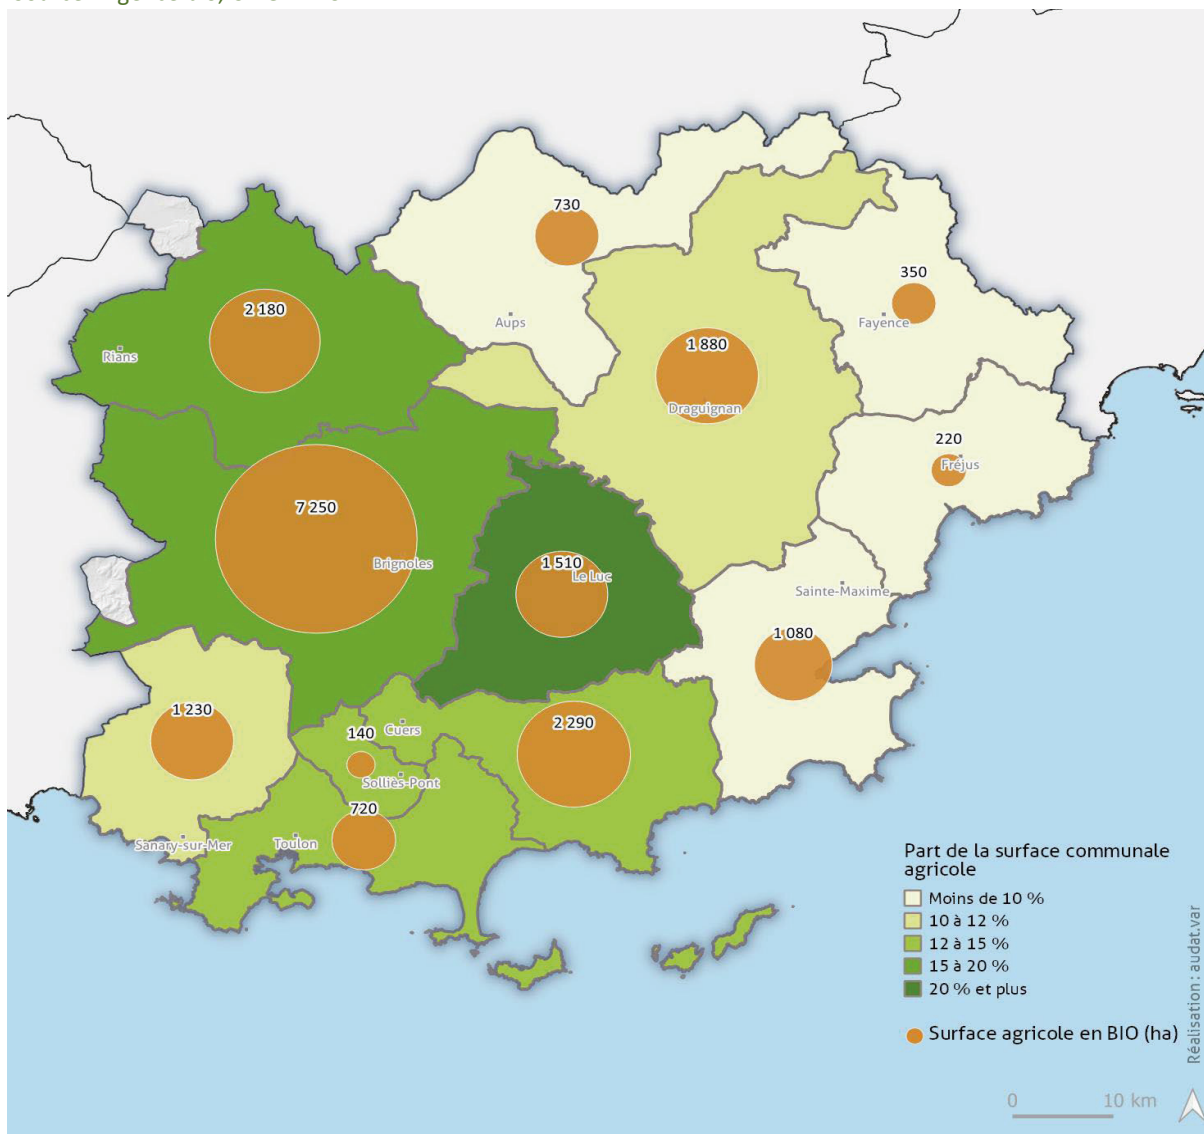 730
350
2 180
Aups
Fayence
Rians
1 880
Draguignan
220
Fréjus
7 250
Brignoles
1 510
Le Luc
Sainte-Maxime
1 080
1 230
2 290
Cuers
140
Solliès-Pont
720
Sanary-sur-Mer
Toulon
Part de la surface communale
agricole
Moins de 10 %
10 à 12 %
12 à 15 %
15 à 20 %
20 % et plus
Surface agricole en BIO (ha)
Réalisation : audat.var
0 10 km